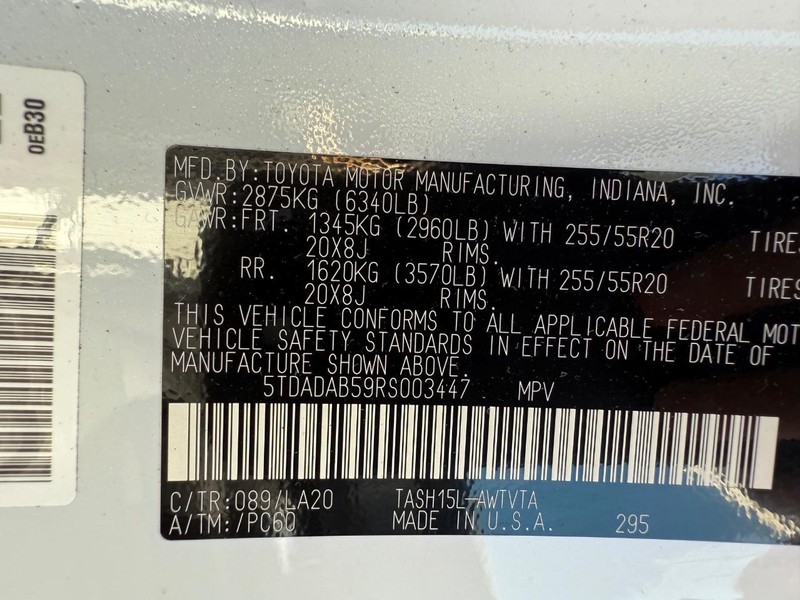 0EB30
MFD.BY:TOYOTA MOTOR MANUFACTURING, INDIANA, INC.
GVWR:2875KG (6340LB)
GAWR:FRT. 1345KG (2960LB) WITH 255/55R20 TIRES
20X8J RIMS.
RR. 1620KG (3570LB) WITH 255/55R20 TIRES
20X8J RIMS.
THIS VEHICLE CONFORMS TO ALL APPLICABLE FEDERAL MOT
VEHICLE SAFETY STANDARDS IN EFFECT ON THE DATE OF
MANUFACTURE SHOWN ABOVE.
5TDADAB59RS003447 MPV
C/TR:089/LA20 TASH15L-AWTVTA
A/TM:/PC60 MADE IN U.S.A. 295